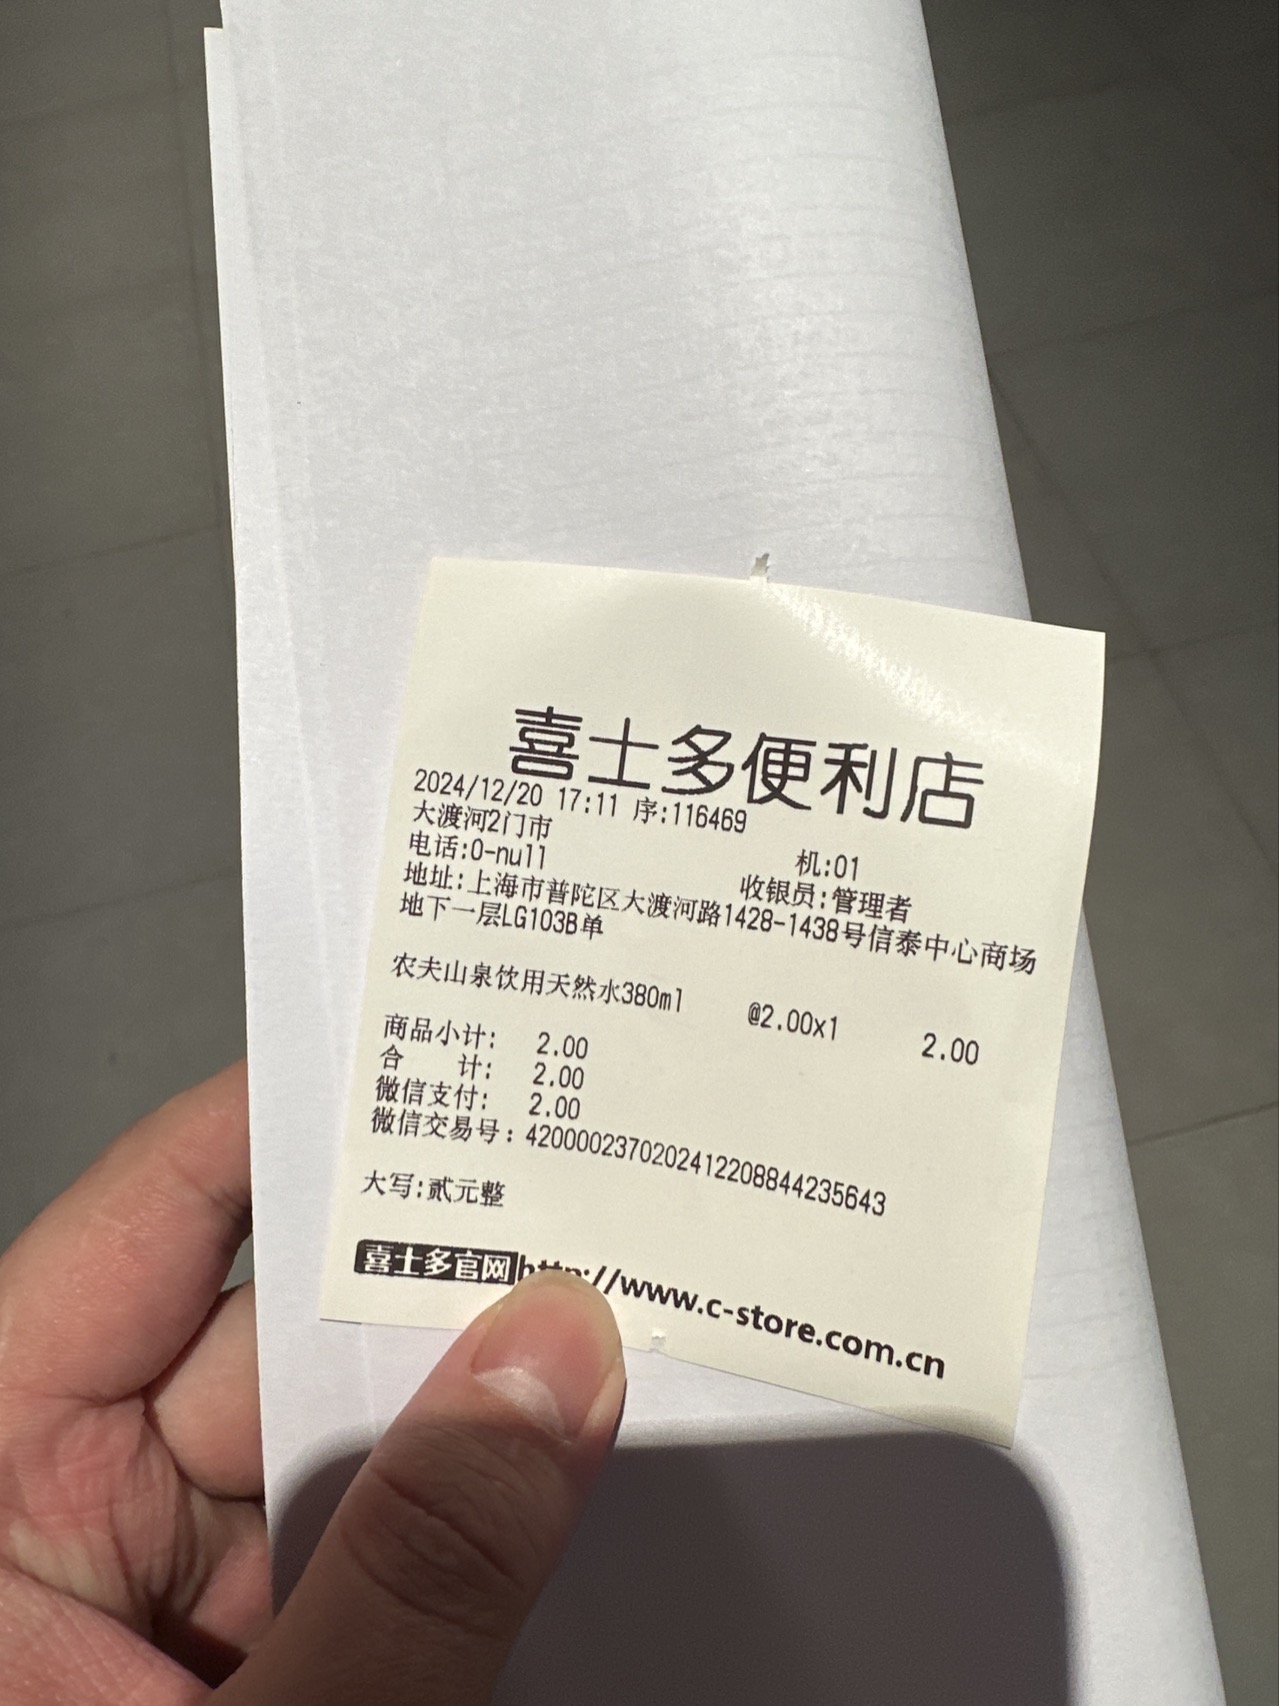 喜士多便利店
2024/12/20 17:11 序:116469
大渡河2门市 机:01
电话:0-null 收银员:管理者
地址:上海市普陀区大渡河路1428-1438号信泰中心商场
地下一层LG103B单
农夫山泉饮用天然水380ml @2.00x1 2.00
商品小计: 2.00
合 计: 2.00
微信支付: 2.00
微信交易号:4200002370202412208844235643
大写:贰元整
喜士多官网http://www.c-store.com.cn